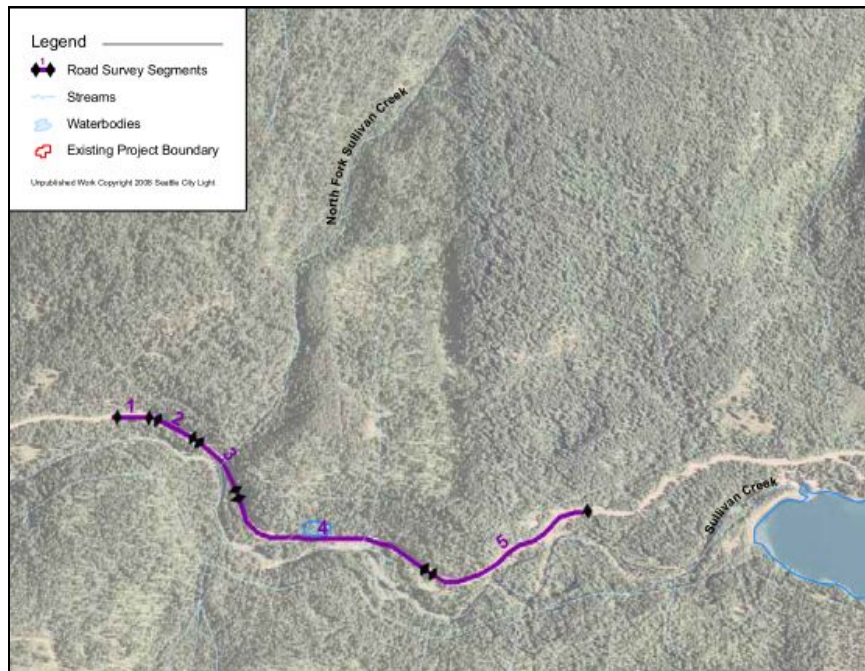 Legend
1
Road Survey Segments
Streams
Waterbodies
Existing Project Boundary
Unpublished Work Copyright 2008 Seattle City Light
North Fork Sullivan Creek
1
2
3
4
5
Sullivan Creek